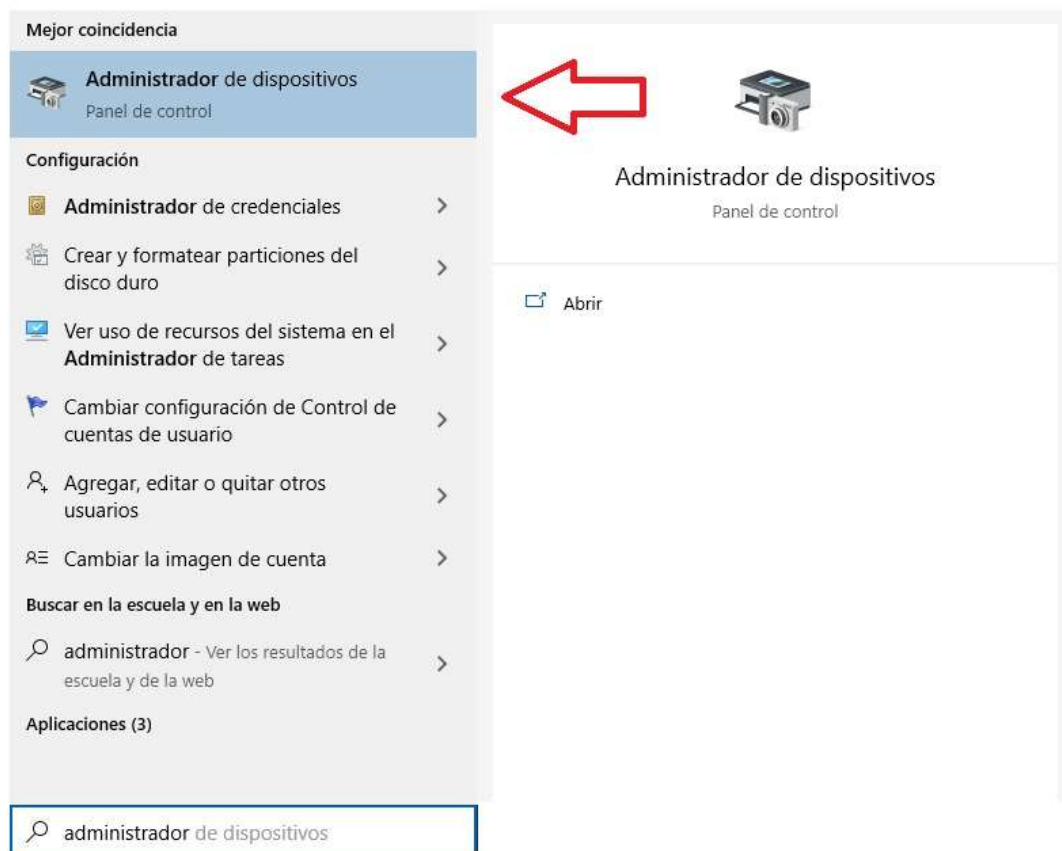 Mejor coincidencia
Administrador de dispositivos
Panel de control
Configuración
Administrador de credenciales
Crear y formatear particiones del
disco duro
Ver uso de recursos del sistema en el
Administrador de tareas
Cambiar configuración de Control de
cuentas de usuario
Agregar, editar o quitar otros
usuarios
Cambiar la imagen de cuenta
Buscar en la escuela y en la web
administrador - Ver los resultados de la
escuela y de la web
Aplicaciones (3)
administrador de dispositivos
Administrador de dispositivos
Panel de control
Abrir